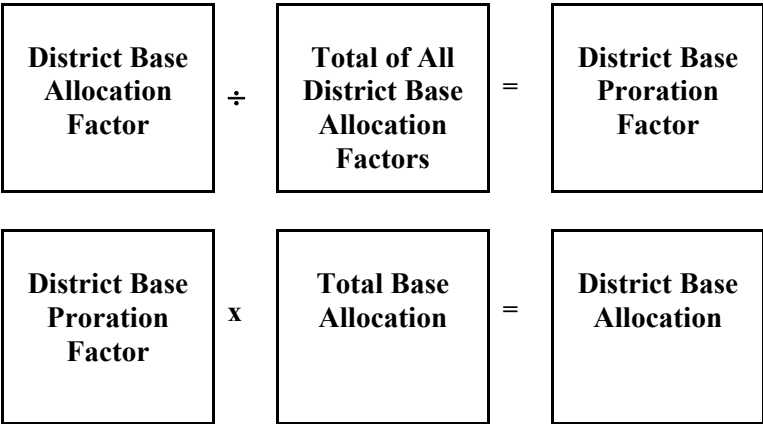 District Base
Allocation
Factor
÷
Total of All
District Base
Allocation
Factors
=
District Base
Proration
Factor
District Base
Proration
Factor
x
Total Base
Allocation
=
District Base
Allocation